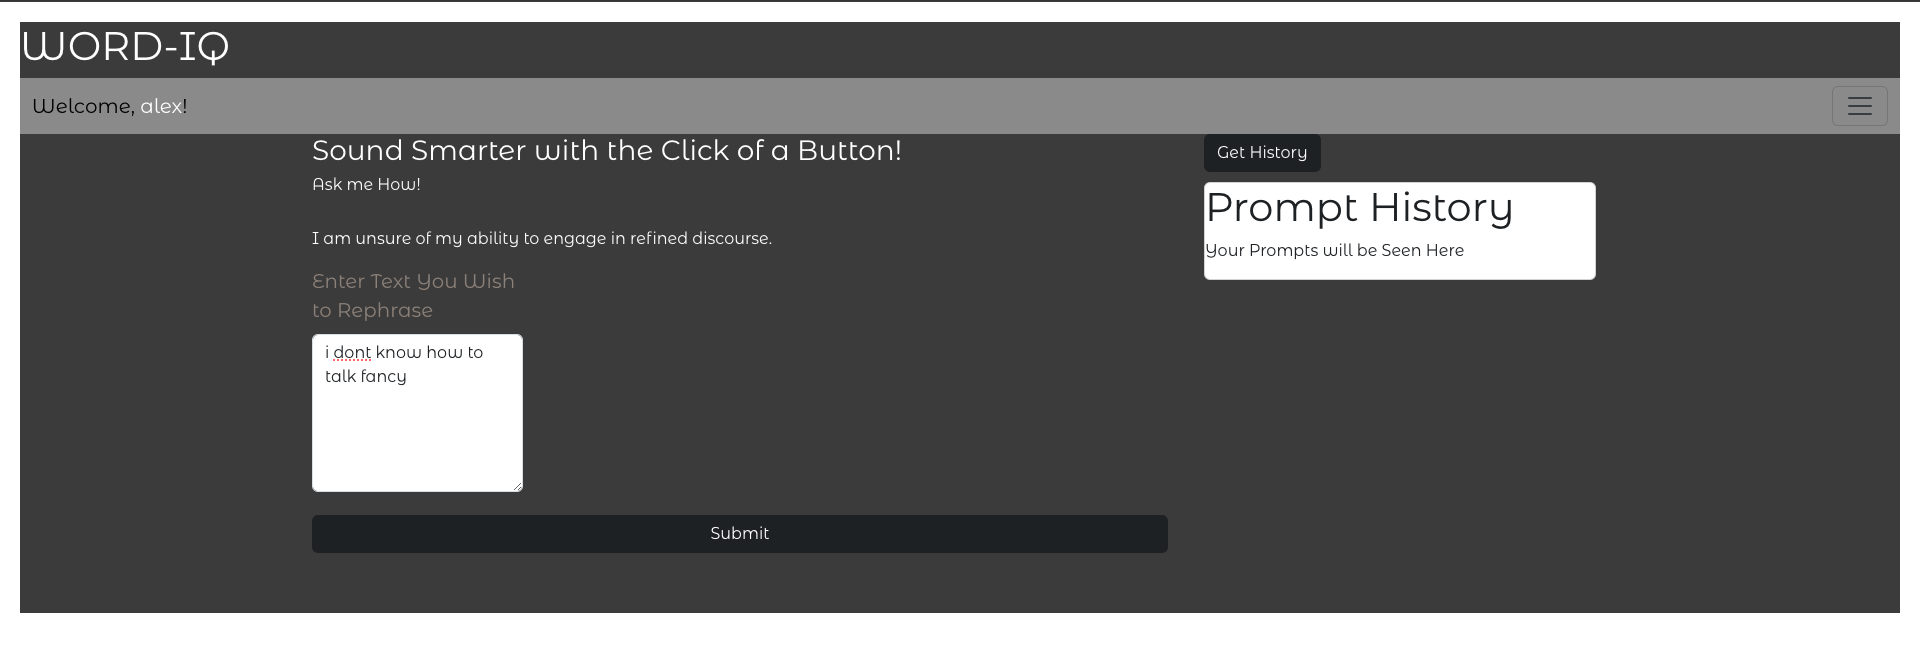 WORD-IQ
Welcome, alex!
Sound Smarter with the Click of a Button!
Ask me How!
I am unsure of my ability to engage in refined discourse.
Enter Text You Wish
to Rephrase
i dont know how to
talk fancy
Submit
Get History
Prompt History
Your Prompts will be Seen Here